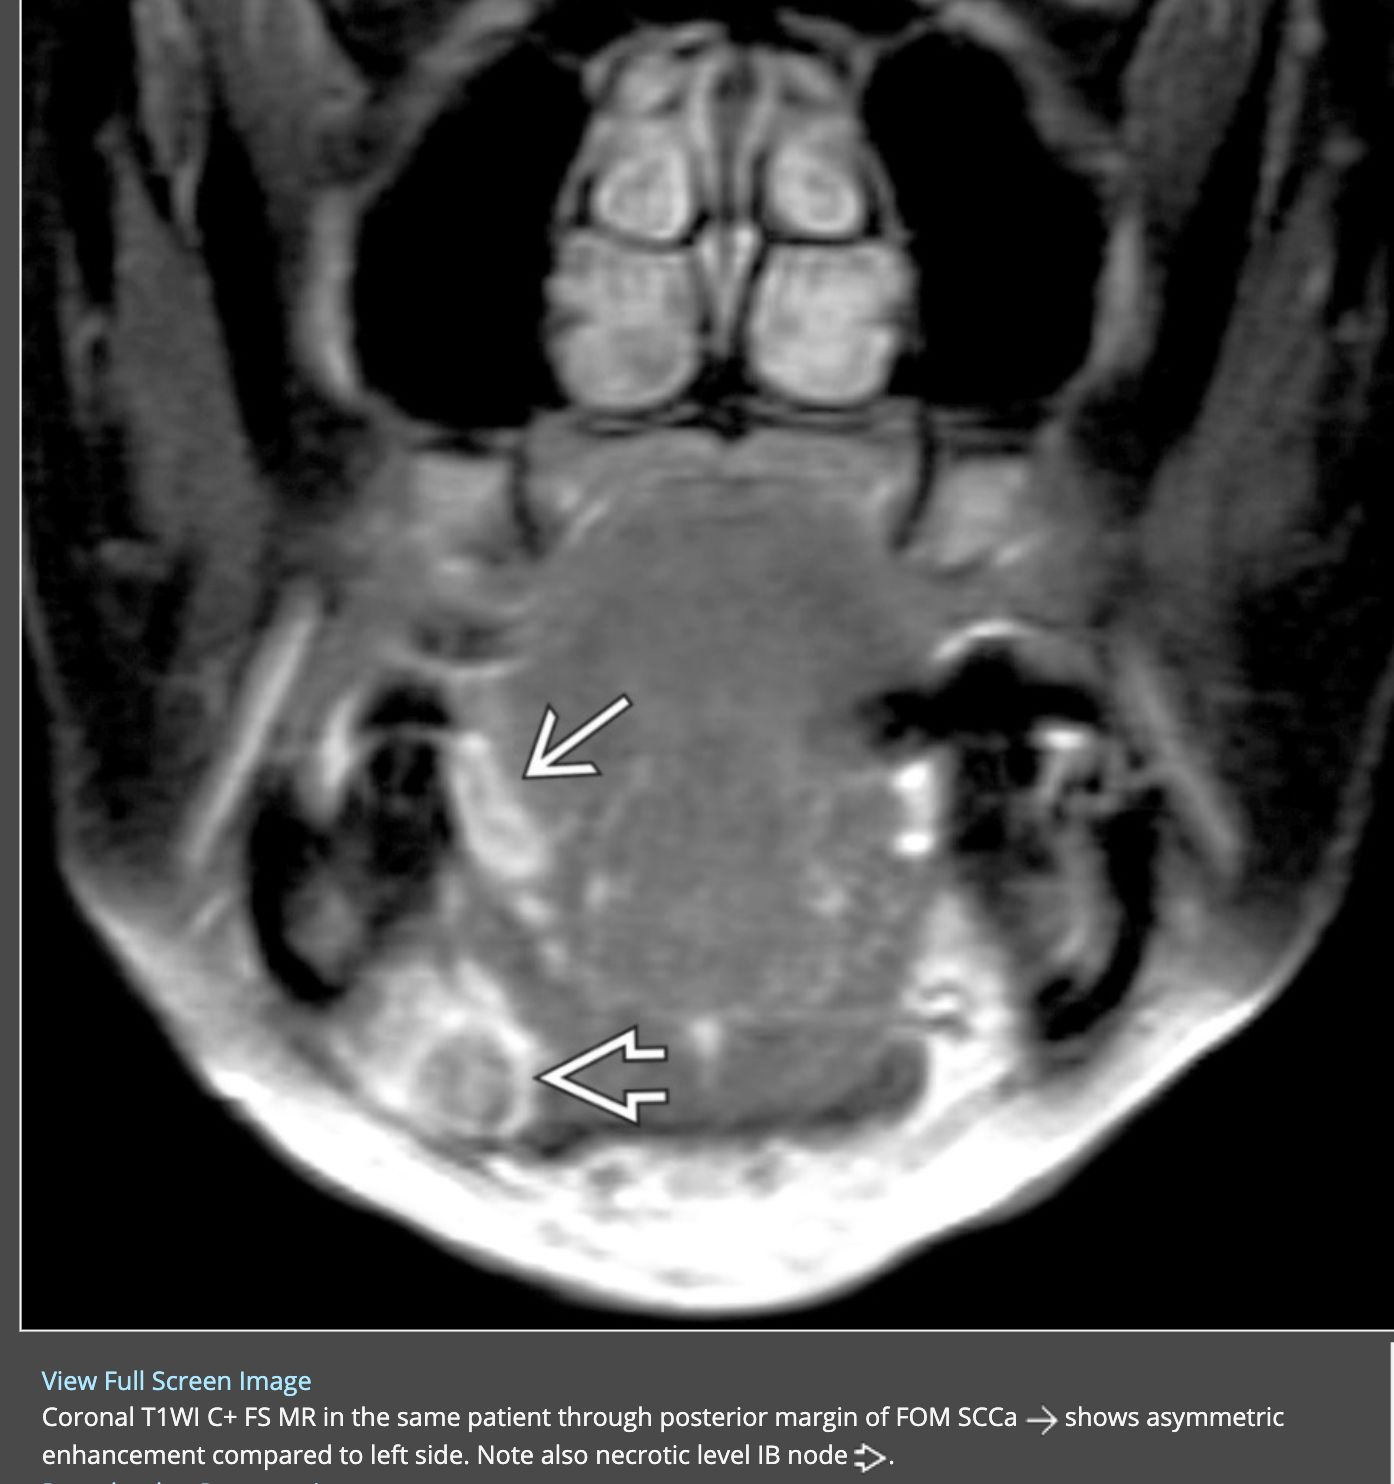 View Full Screen Image
Coronal T1WI C+ FS MR in the same patient through posterior margin of FOM SCCa → shows asymmetric
enhancement compared to left side. Note also necrotic level IB node ⇨.